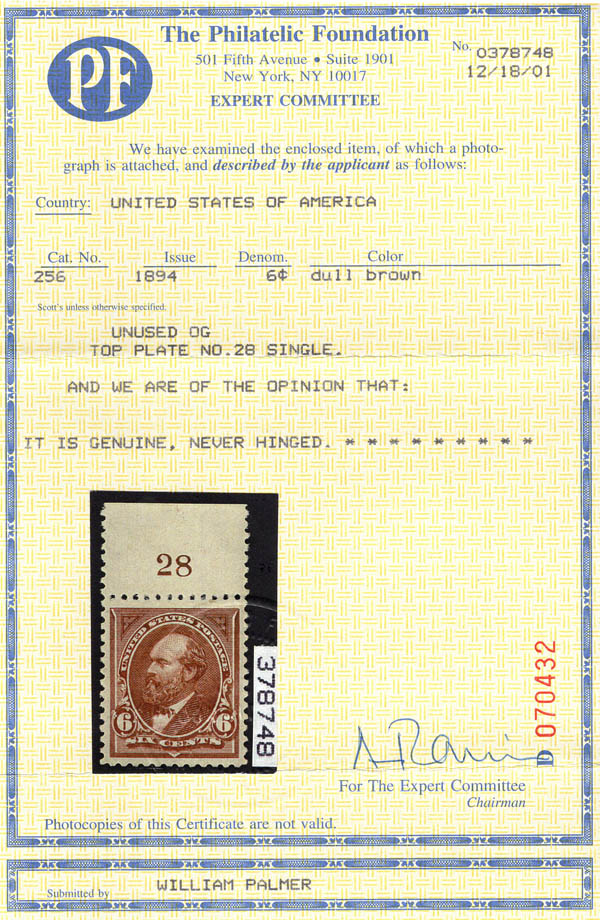 PF
The Philatelic Foundation
501 Fifth Avenue • Suite 1901
New York, NY 10017
EXPERT COMMITTEE
No. 0378748
12/18/01
We have examined the enclosed item, of which a photo-
graph is attached, and described by the applicant as follows:
Country: UNITED STATES OF AMERICA
Cat. No. Issue Denom. Color
256 1894 6¢ dull brown
Scott's unless otherwise specified.
UNUSED OG
TOP PLATE NO.28 SINGLE.
AND WE ARE OF THE OPINION THAT:
IT IS GENUINE, NEVER HINGED. * * * * * * * * *
28
UNITED STATES POSTAGE
6 6
SIX CENTS
378748
D 070432
For The Expert Committee
Chairman
Photocopies of this Certificate are not valid.
Submitted by WILLIAM PALMER